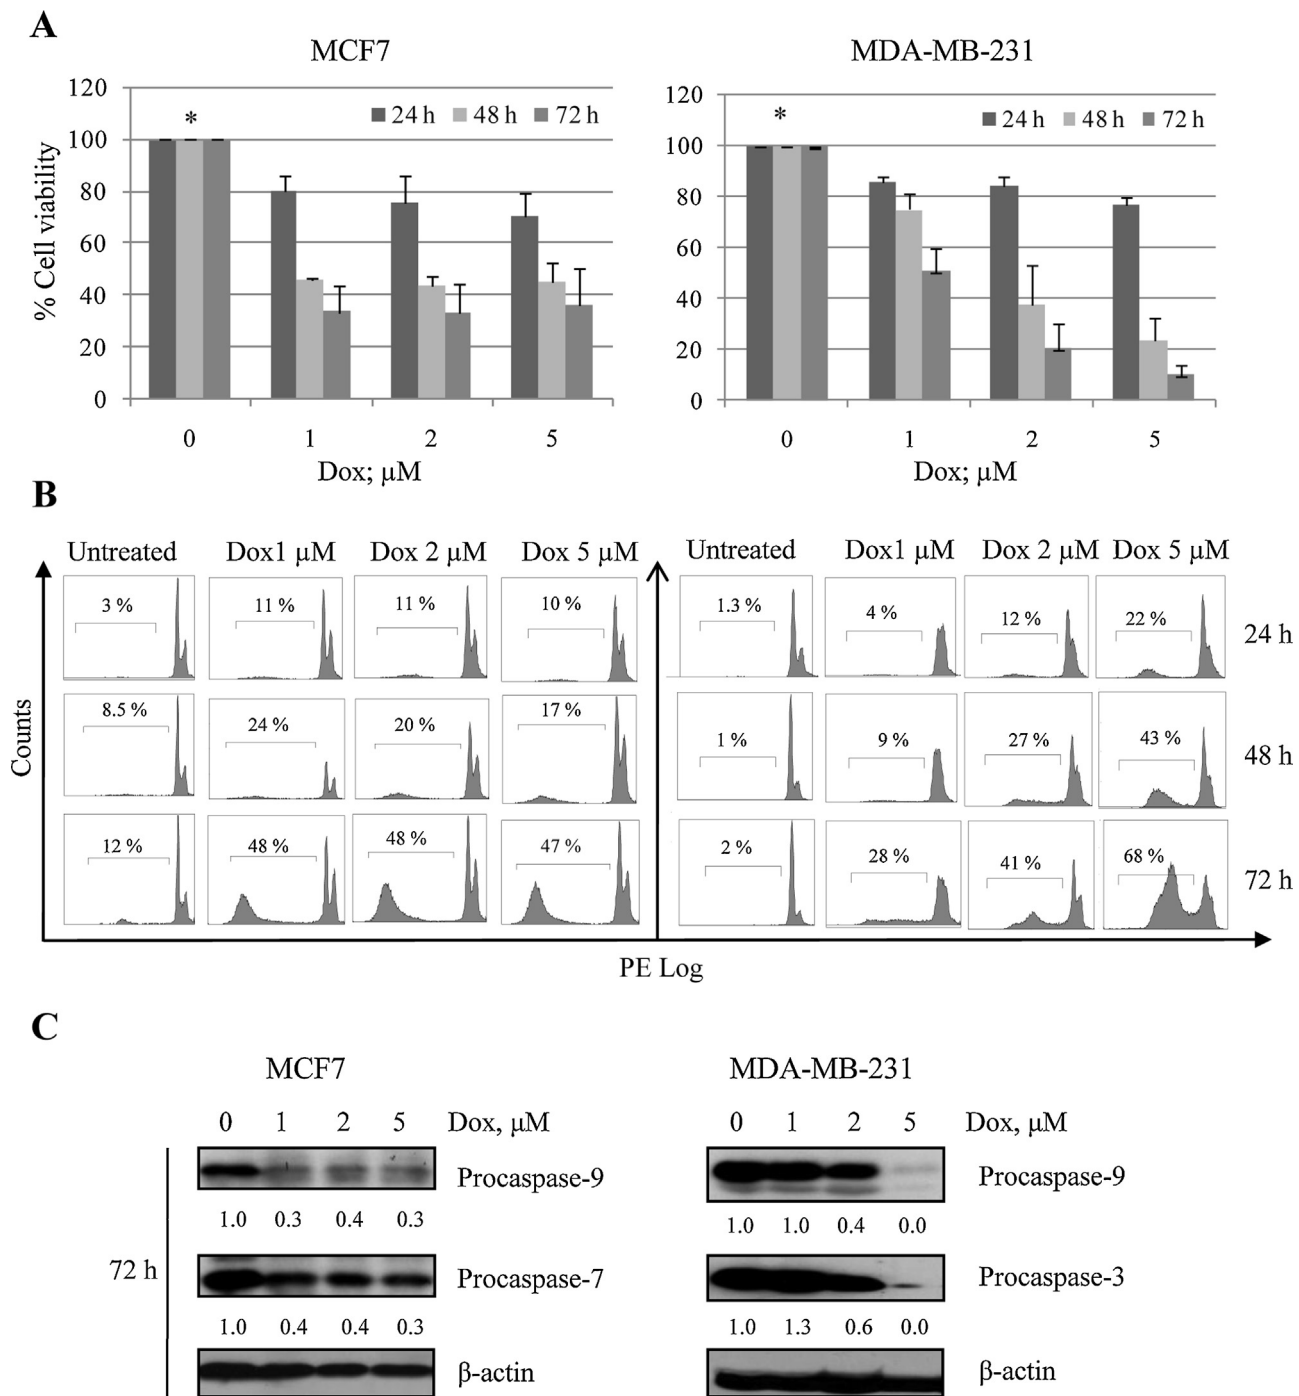 A
MCF7
MDA-MB-231
% Cell viability
120
100
80
60
40
20
0
*
24 h 48 h 72 h
0 1 2 5
Dox; µM
120
100
80
60
40
20
0
*
24 h 48 h 72 h
0 1 2 5
Dox; µM
B
Untreated Dox1 µM Dox 2 µM Dox 5 µM Untreated Dox1 µM Dox 2 µM Dox 5 µM
3 % 11 % 11 % 10 % 1.3 % 4 % 12 % 22 % 24 h
8.5 % 24 % 20 % 17 % 1 % 9 % 27 % 43 % 48 h
12 % 48 % 48 % 47 % 2 % 28 % 41 % 68 % 72 h
Counts
PE Log
C
MCF7
0 1 2 5 Dox, µM
Procaspase-9
1.0 0.3 0.4 0.3
72 h
Procaspase-7
1.0 0.4 0.4 0.3
β-actin
MDA-MB-231
0 1 2 5 Dox, µM
Procaspase-9
1.0 1.0 0.4 0.0
Procaspase-3
1.0 1.3 0.6 0.0
β-actin